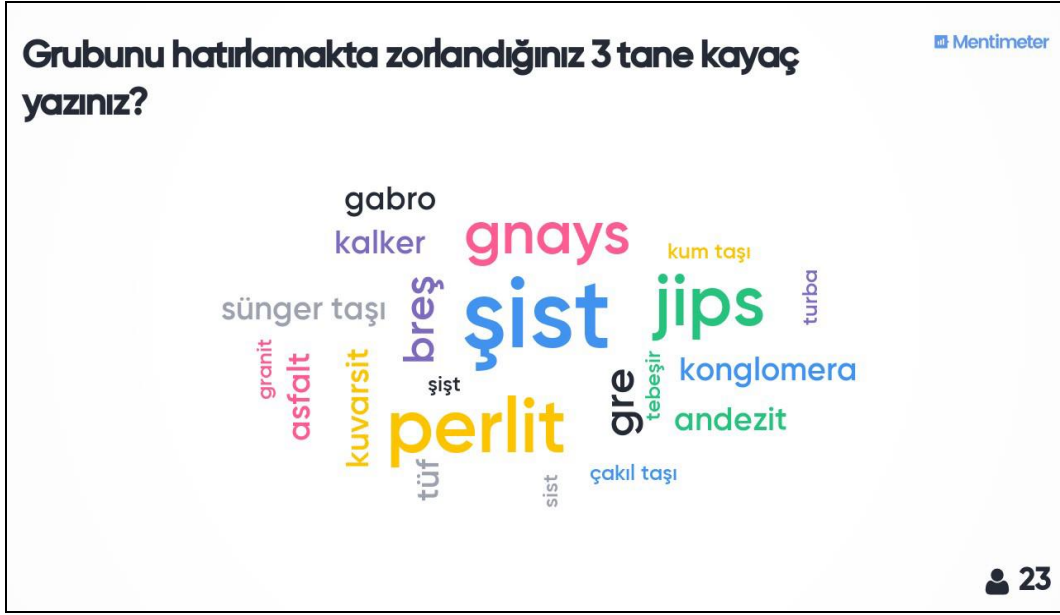 Grubunu hatırlamakta zorlandığınız 3 tane kayaç
yazınız?
Mentimeter
gabro
kalker
gnays
kum taşı
sünger taşı
breş
şist
jips
turba
granit
asfalt
kuvarsit
şişt
perlit
gre
tebeşir
konglomera
andezit
tüf
sist
çakıl taşı
23